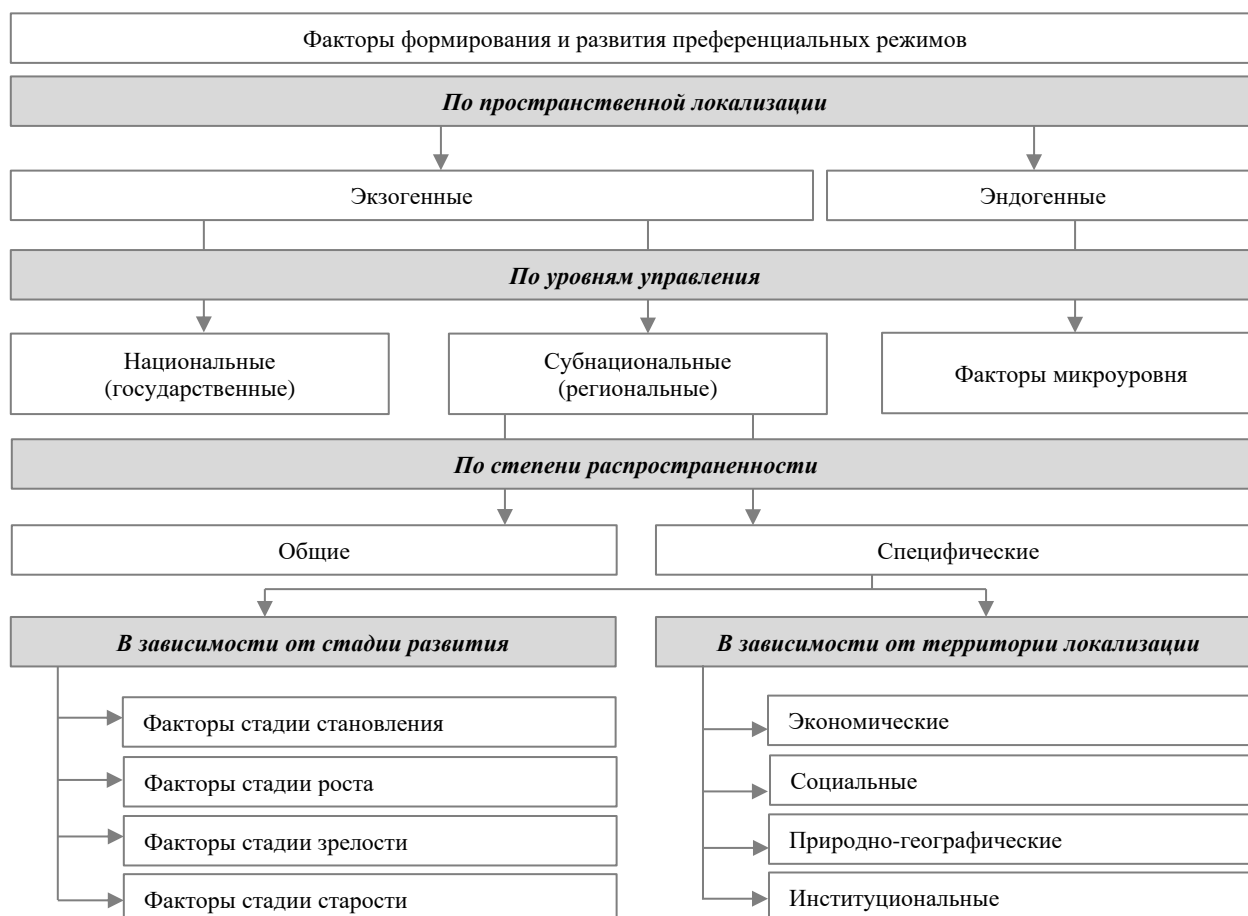 Факторы формирования и развития преференциальных режимов
По пространственной локализации
Экзогенные
Эндогенные
По уровням управления
Национальные
(государственные)
Субнациональные
(региональные)
Факторы микроуровня
По степени распространенности
Общие
Специфические
В зависимости от стадии развития
В зависимости от территории локализации
Факторы стадии становления
Факторы стадии роста
Факторы стадии зрелости
Факторы стадии старости
Экономические
Социальные
Природно-географические
Институциональные